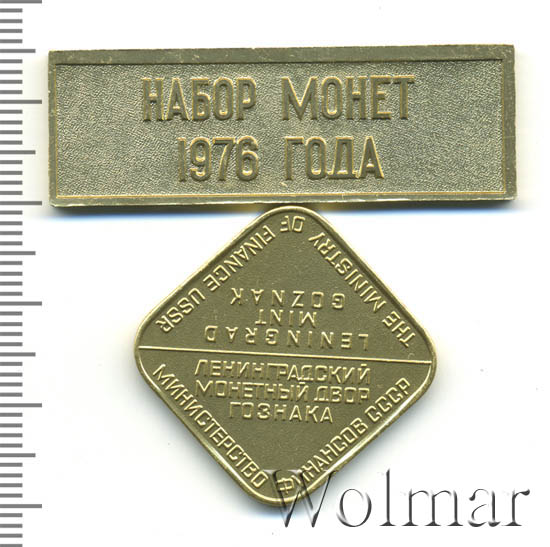 НАБОР МОНЕТ
1976 ГОДА
THE MINISTRY OF FINANCE USSR
LENINGRAD
MINT
GOZNAK
ЛЕНИНГРАДСКИЙ
МОНЕТНЫЙ ДВОР
ГОЗНАКА
МИНИСТЕРСТВО ФИНАНСОВ СССР
Wolmar